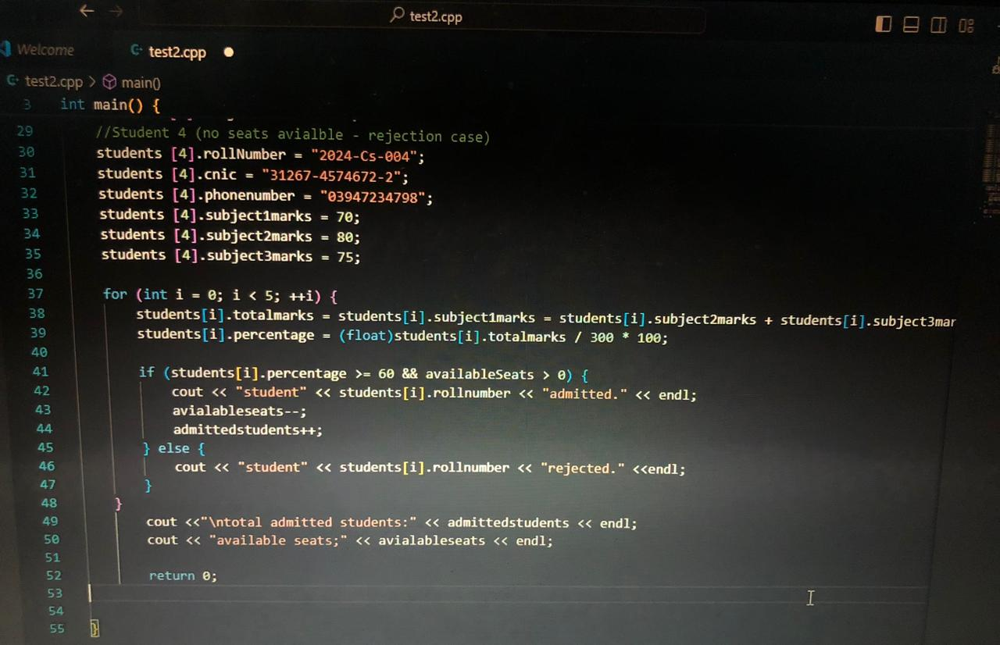 test2.cpp
Welcome
test2.cpp
test2.cpp > main()
3 int main() {
29 //Student 4 (no seats avialble - rejection case)
30 students [4].rollNumber = "2024-Cs-004";
31 students [4].cnic = "31267-4574672-2";
32 students [4].phonenumber = "03947234798";
33 students [4].subject1marks = 70;
34 students [4].subject2marks = 80;
35 students [4].subject3marks = 75;
36
37 for (int i = 0; i < 5; ++i) {
38 students[i].totalmarks = students[i].subject1marks = students[i].subject2marks + students[i].subject3mar
39 students[i].percentage = (float)students[i].totalmarks / 300 * 100;
40
41 if (students[i].percentage >= 60 && availableSeats > 0) {
42 cout << "student" << students[i].rollnumber << "admitted." << endl;
43 avialableseats--;
44 admittedstudents++;
45 } else {
46 cout << "student" << students[i].rollnumber << "rejected." <<endl;
47 }
48 }
49 cout <<"\ntotal admitted students:" << admittedstudents << endl;
50 cout << "available seats;" << avialableseats << endl;
51
52 return 0;
53
54
55 }